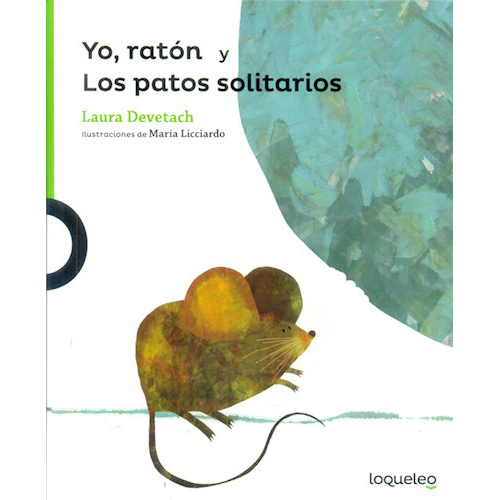 Yo, ratón y
Los patos solitarios
Laura Devetach
Ilustraciones de María Licciardo
loqueleo